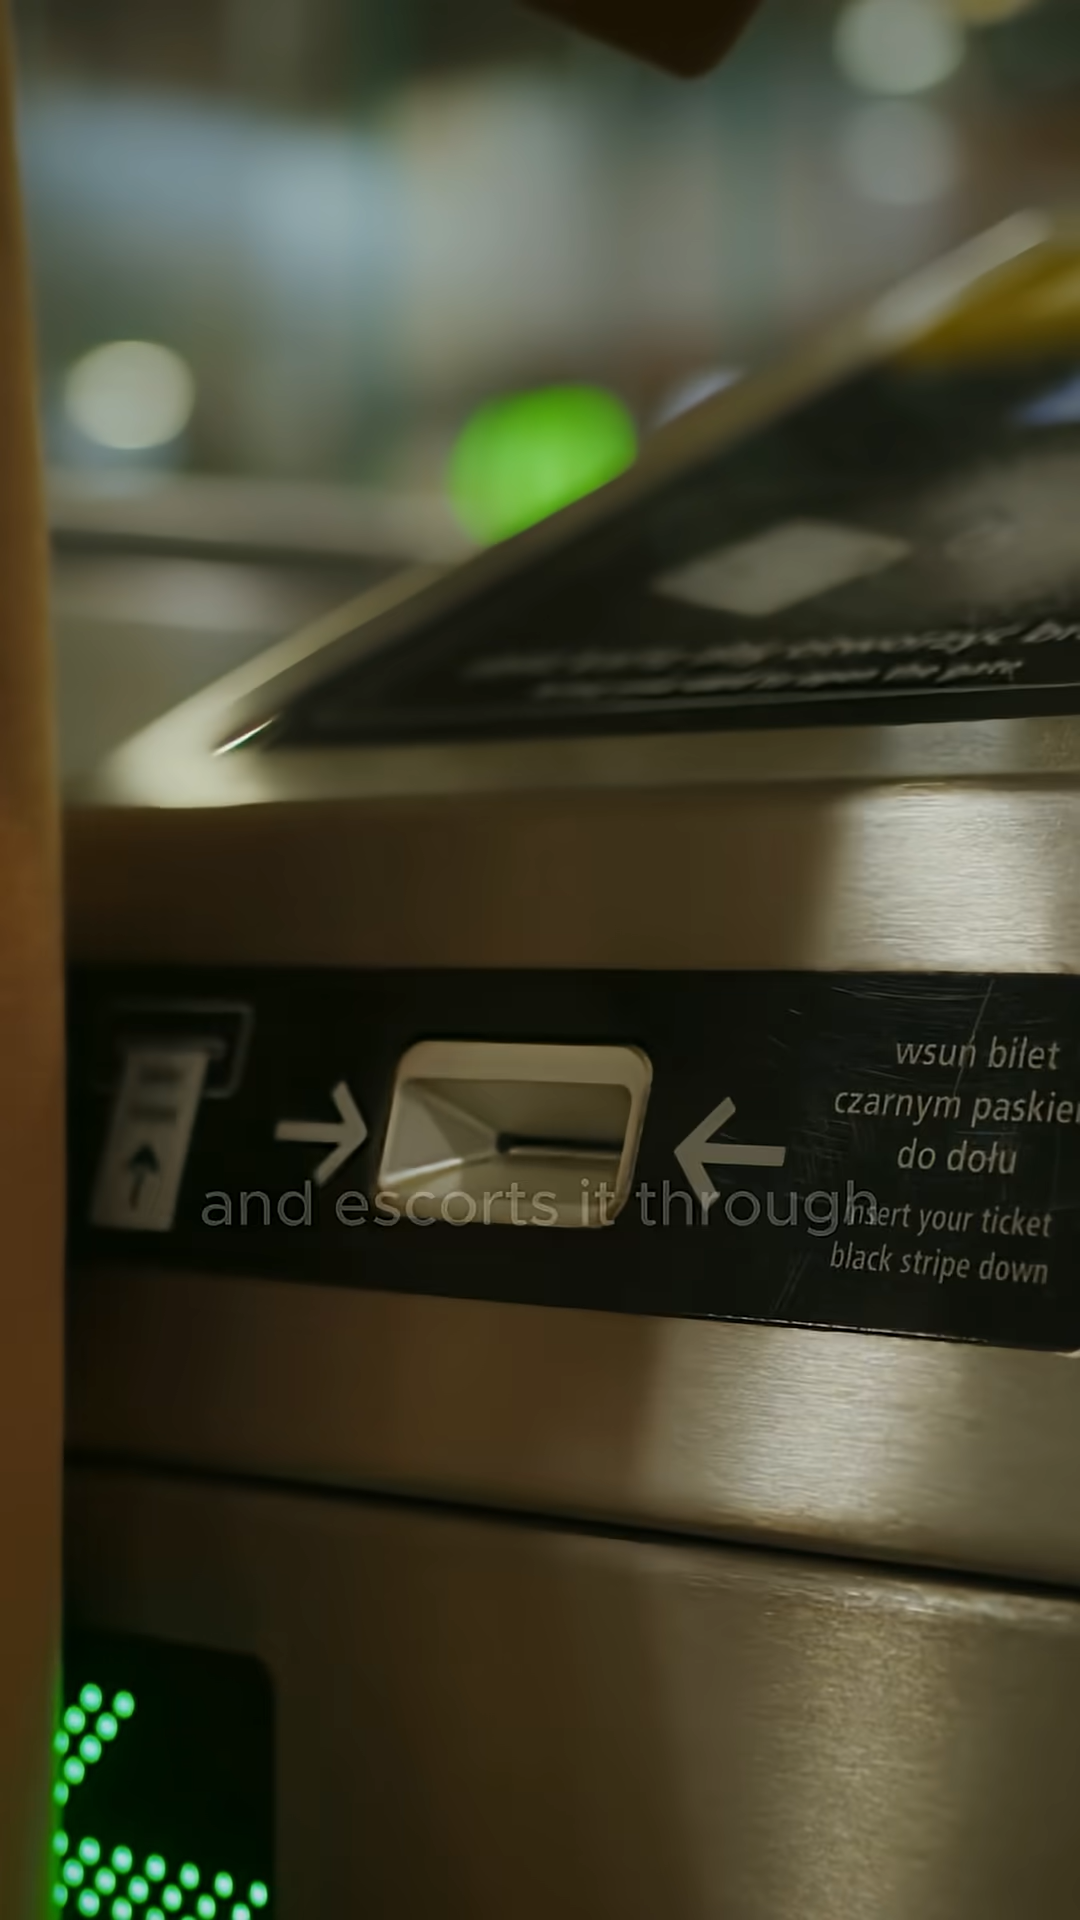 wsuń bilet
czarnym paskie
do dołu
insert your ticket
black stripe down
and escorts it through